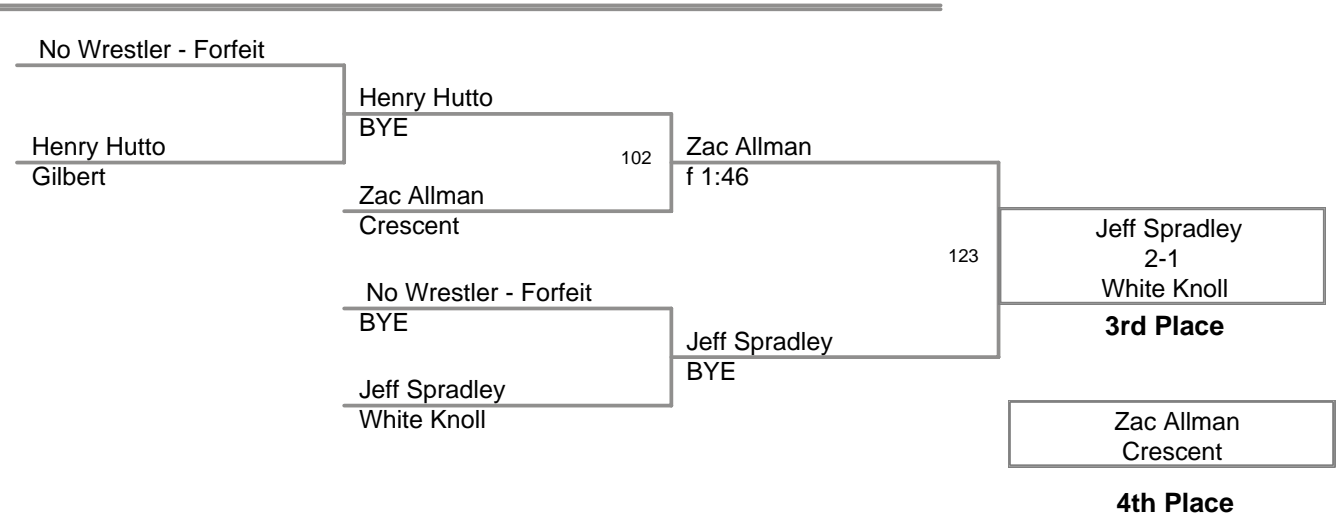 No Wrestler - Forfeit
Henry Hutto
Gilbert
Henry Hutto
BYE
102
Zac Allman
Crescent
No Wrestler - Forfeit
BYE
Jeff Spradley
White Knoll
Zac Allman
f 1:46
123
Jeff Spradley
BYE
Jeff Spradley
2-1
White Knoll
3rd Place
Zac Allman
Crescent
4th Place